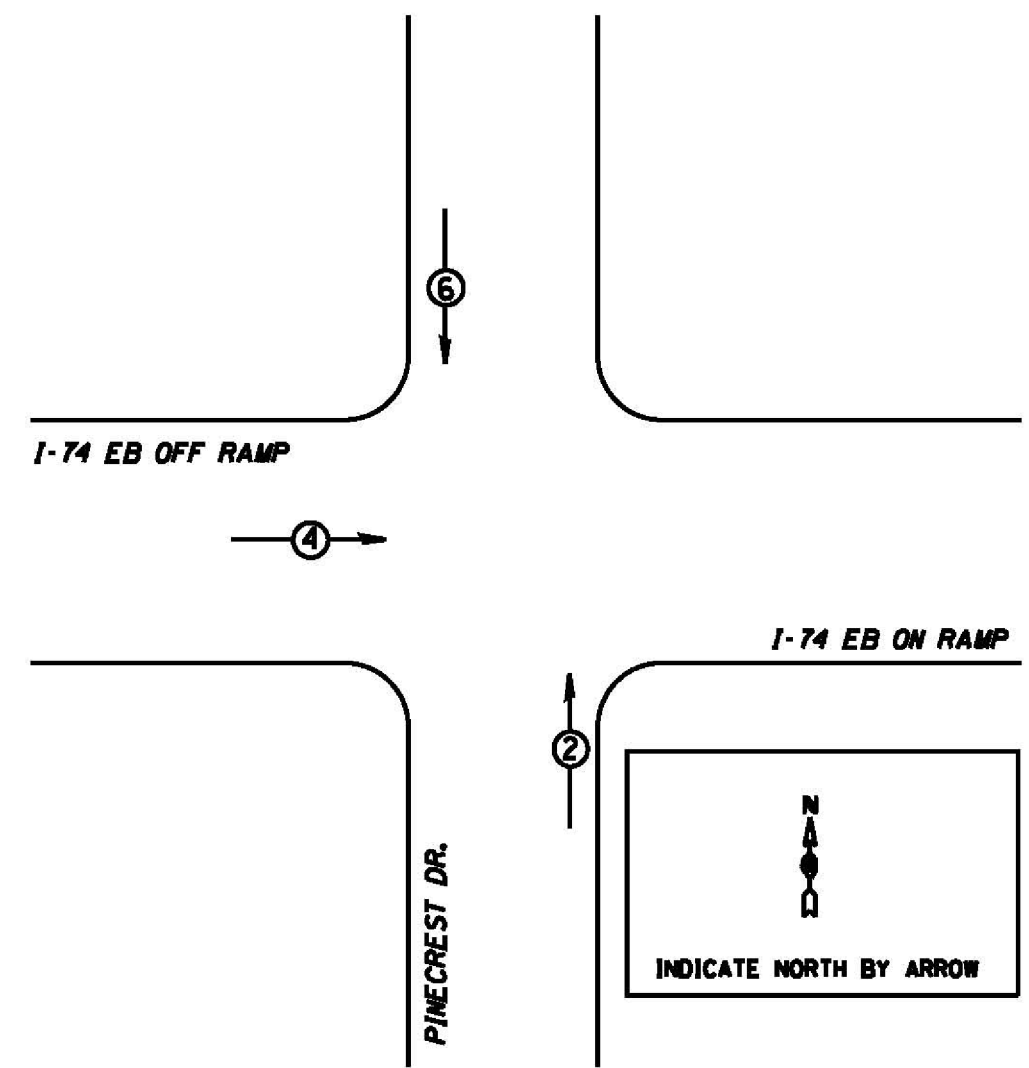 6
I-74 EB OFF RAMP
4
I-74 EB ON RAMP
2
PINECREST DR.
N
INDICATE NORTH BY ARROW